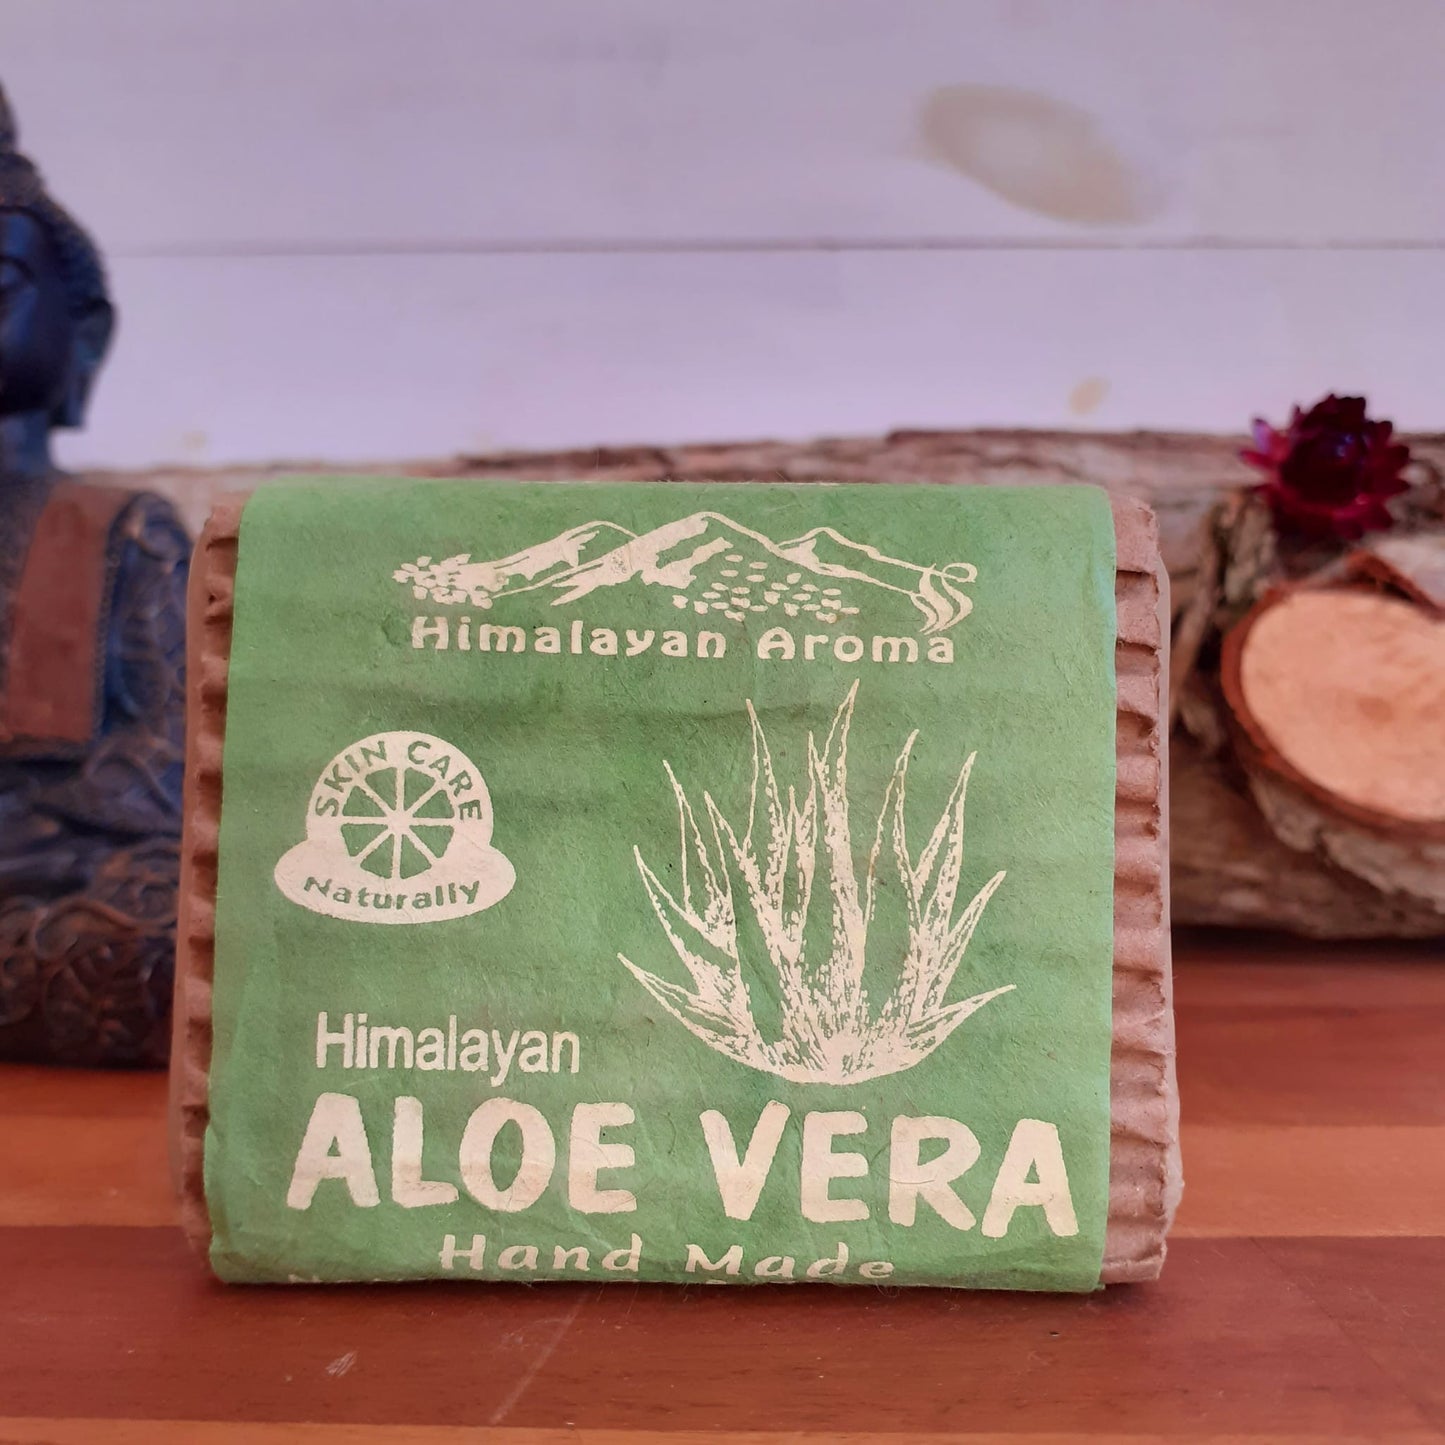 Himalayan Aroma
SKIN CARE
Naturally
Himalayan
ALOE VERA
Hand Made